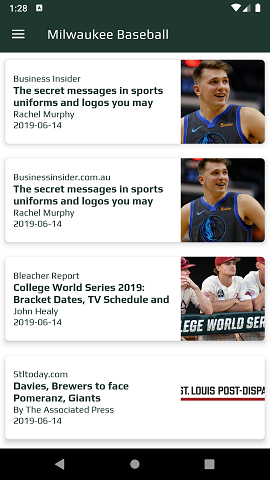 1:28
Milwaukee Baseball
Business Insider
The secret messages in sports
uniforms and logos you may
Rachel Murphy
2019-06-14
Businessinsider.com.au
The secret messages in sports
uniforms and logos you may
Rachel Murphy
2019-06-14
Bleacher Report
College World Series 2019:
Bracket Dates, TV Schedule and
John Healy
2019-06-14
LEGE WORLD SERI
Stltoday.com
Davies, Brewers to face
Pomeranz, Giants
By The Associated Press
2019-06-14
ST. LOUIS POST-DISPA